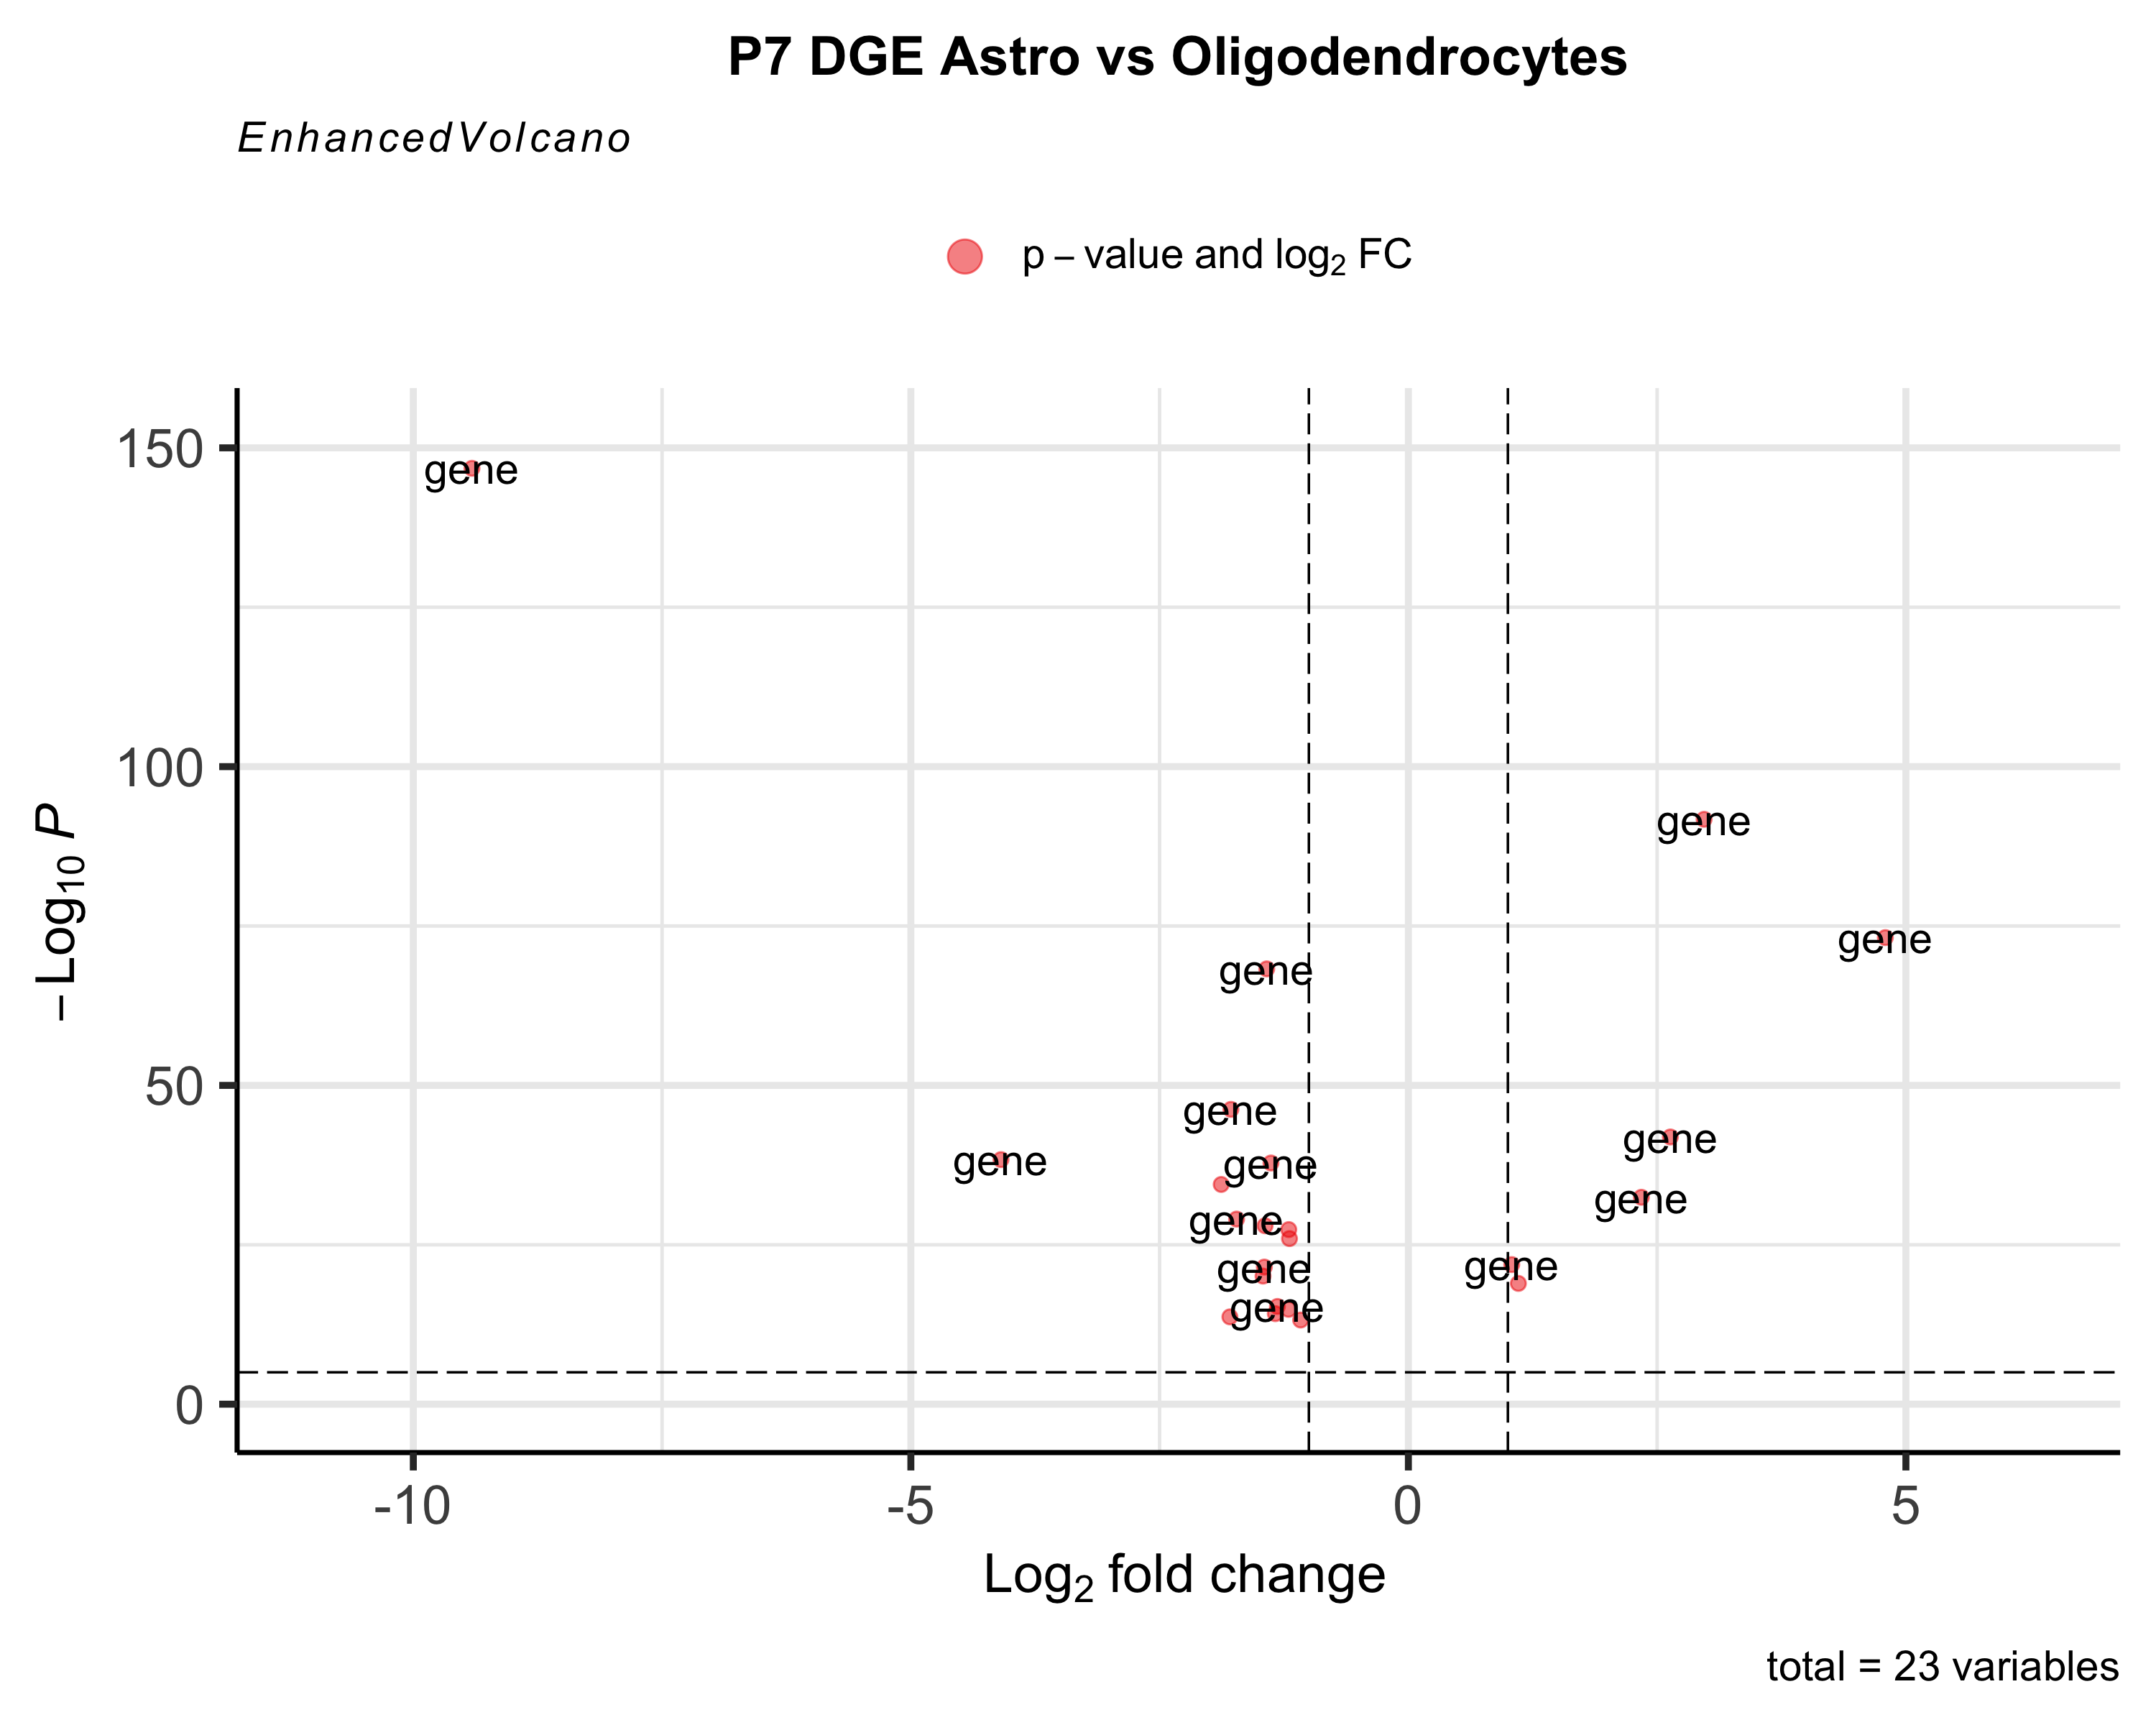 P7 DGE Astro vs Oligodendrocytes
EnhancedVolcano
p – value and log₂ FC
– Log₁₀ P
150
100
50
0
gene
gene
gene
gene
gene
gene
gene
gene
gene
gene
gene
gene
gene
-10
-5
0
5
Log₂ fold change
total = 23 variables